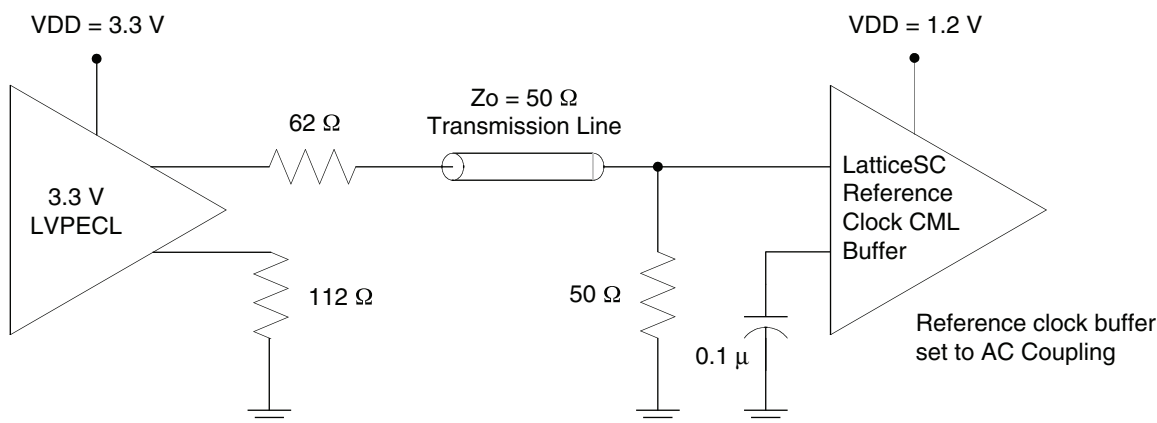 VDD = 3.3 V
VDD = 1.2 V
Zo = 50 Ω
Transmission Line
62 Ω
3.3 V
LVPECL
LatticeSC
Reference
Clock CML
Buffer
112 Ω
50 Ω
0.1 μ
Reference clock buffer
set to AC Coupling